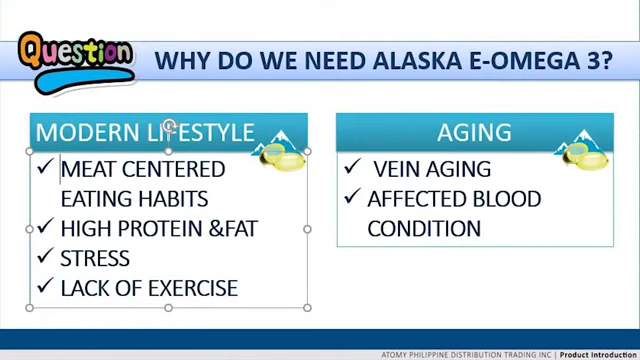 Question
WHY DO WE NEED ALASKA E-OMEGA 3?
MODERN LIFESTYLE
✓ MEAT CENTERED
EATING HABITS
✓ HIGH PROTEIN &FAT
✓ STRESS
✓ LACK OF EXERCISE
AGING
✓ VEIN AGING
✓ AFFECTED BLOOD
CONDITION
ATOMY PHILIPPINE DISTRIBUTION TRADING INC | Product Introduction